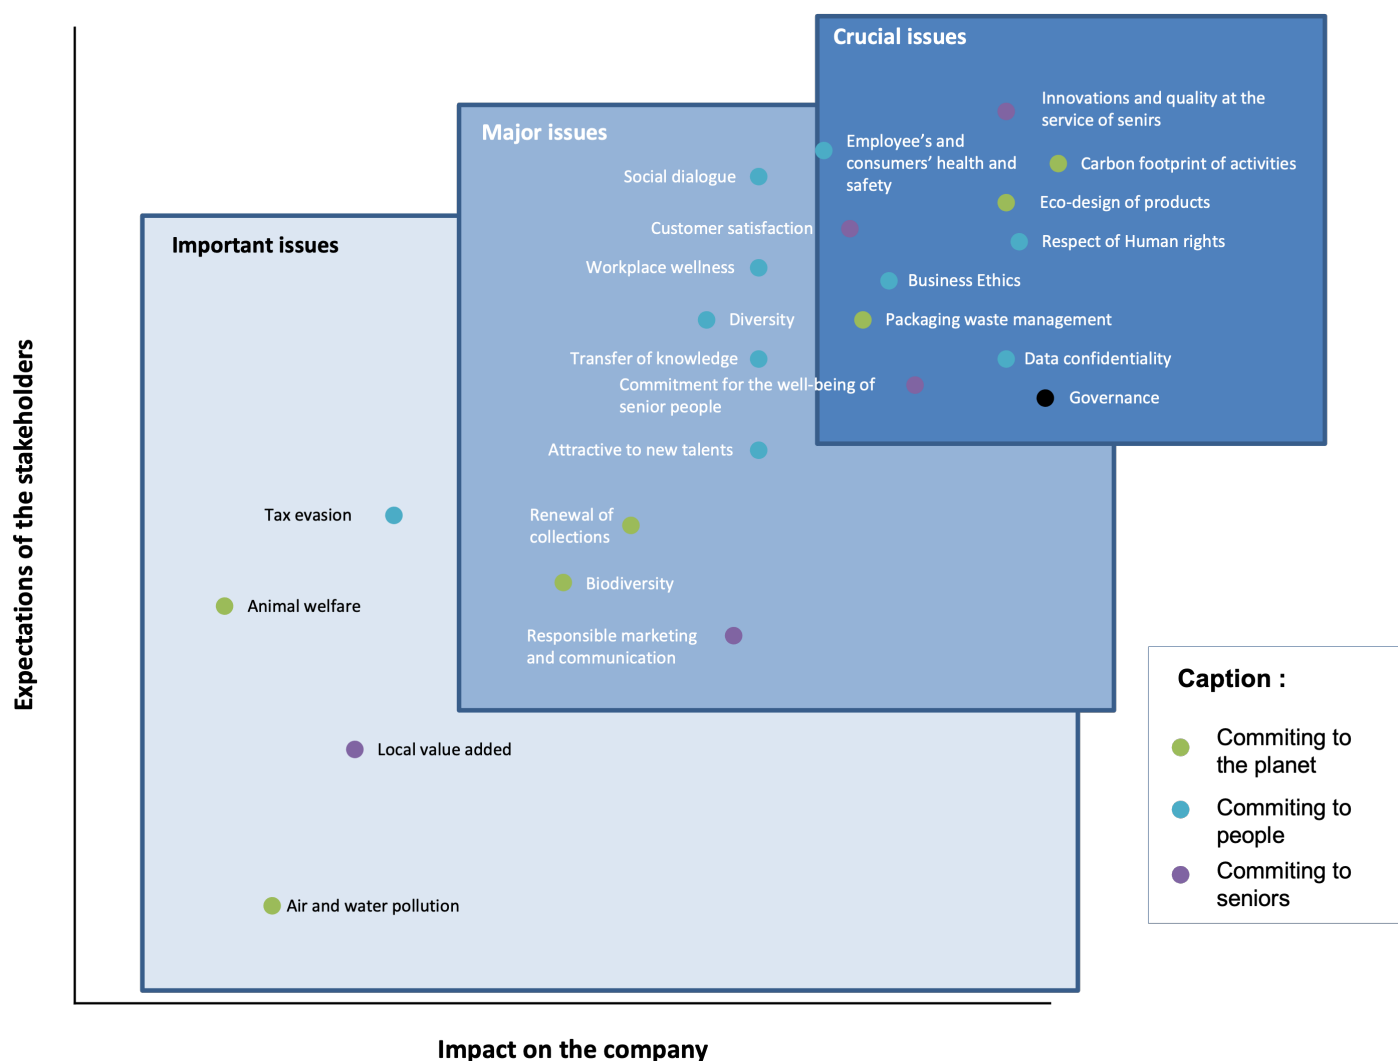 Crucial issues
Innovations and quality at the
service of senirs
Major issues
Employee’s and
consumers’ health and
safety
Carbon footprint of activities
Social dialogue
Eco-design of products
Customer satisfaction
Respect of Human rights
Important issues
Workplace wellness
Business Ethics
Diversity
Packaging waste management
Transfer of knowledge
Data confidentiality
Commitment for the well-being of
senior people
Governance
Attractive to new talents
Tax evasion
Renewal of
collections
Biodiversity
Animal welfare
Responsible marketing
and communication
Local value added
Air and water pollution
Expectations of the stakeholders
Impact on the company
Caption :
Commiting to
the planet
Commiting to
people
Commiting to
seniors